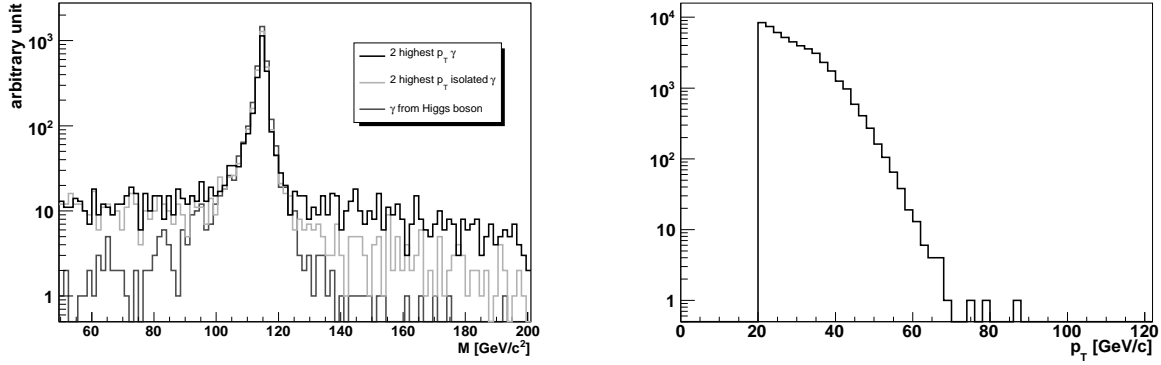 arbitrary unit
10³
10²
10
1
2 highest p_T γ
2 highest p_T isolated γ
γ from Higgs boson
60 80 100 120 140 160 180 200
M [GeV/c²]
10⁴
10³
10²
10
1
0 20 40 60 80 100 120
p_T [GeV/c]